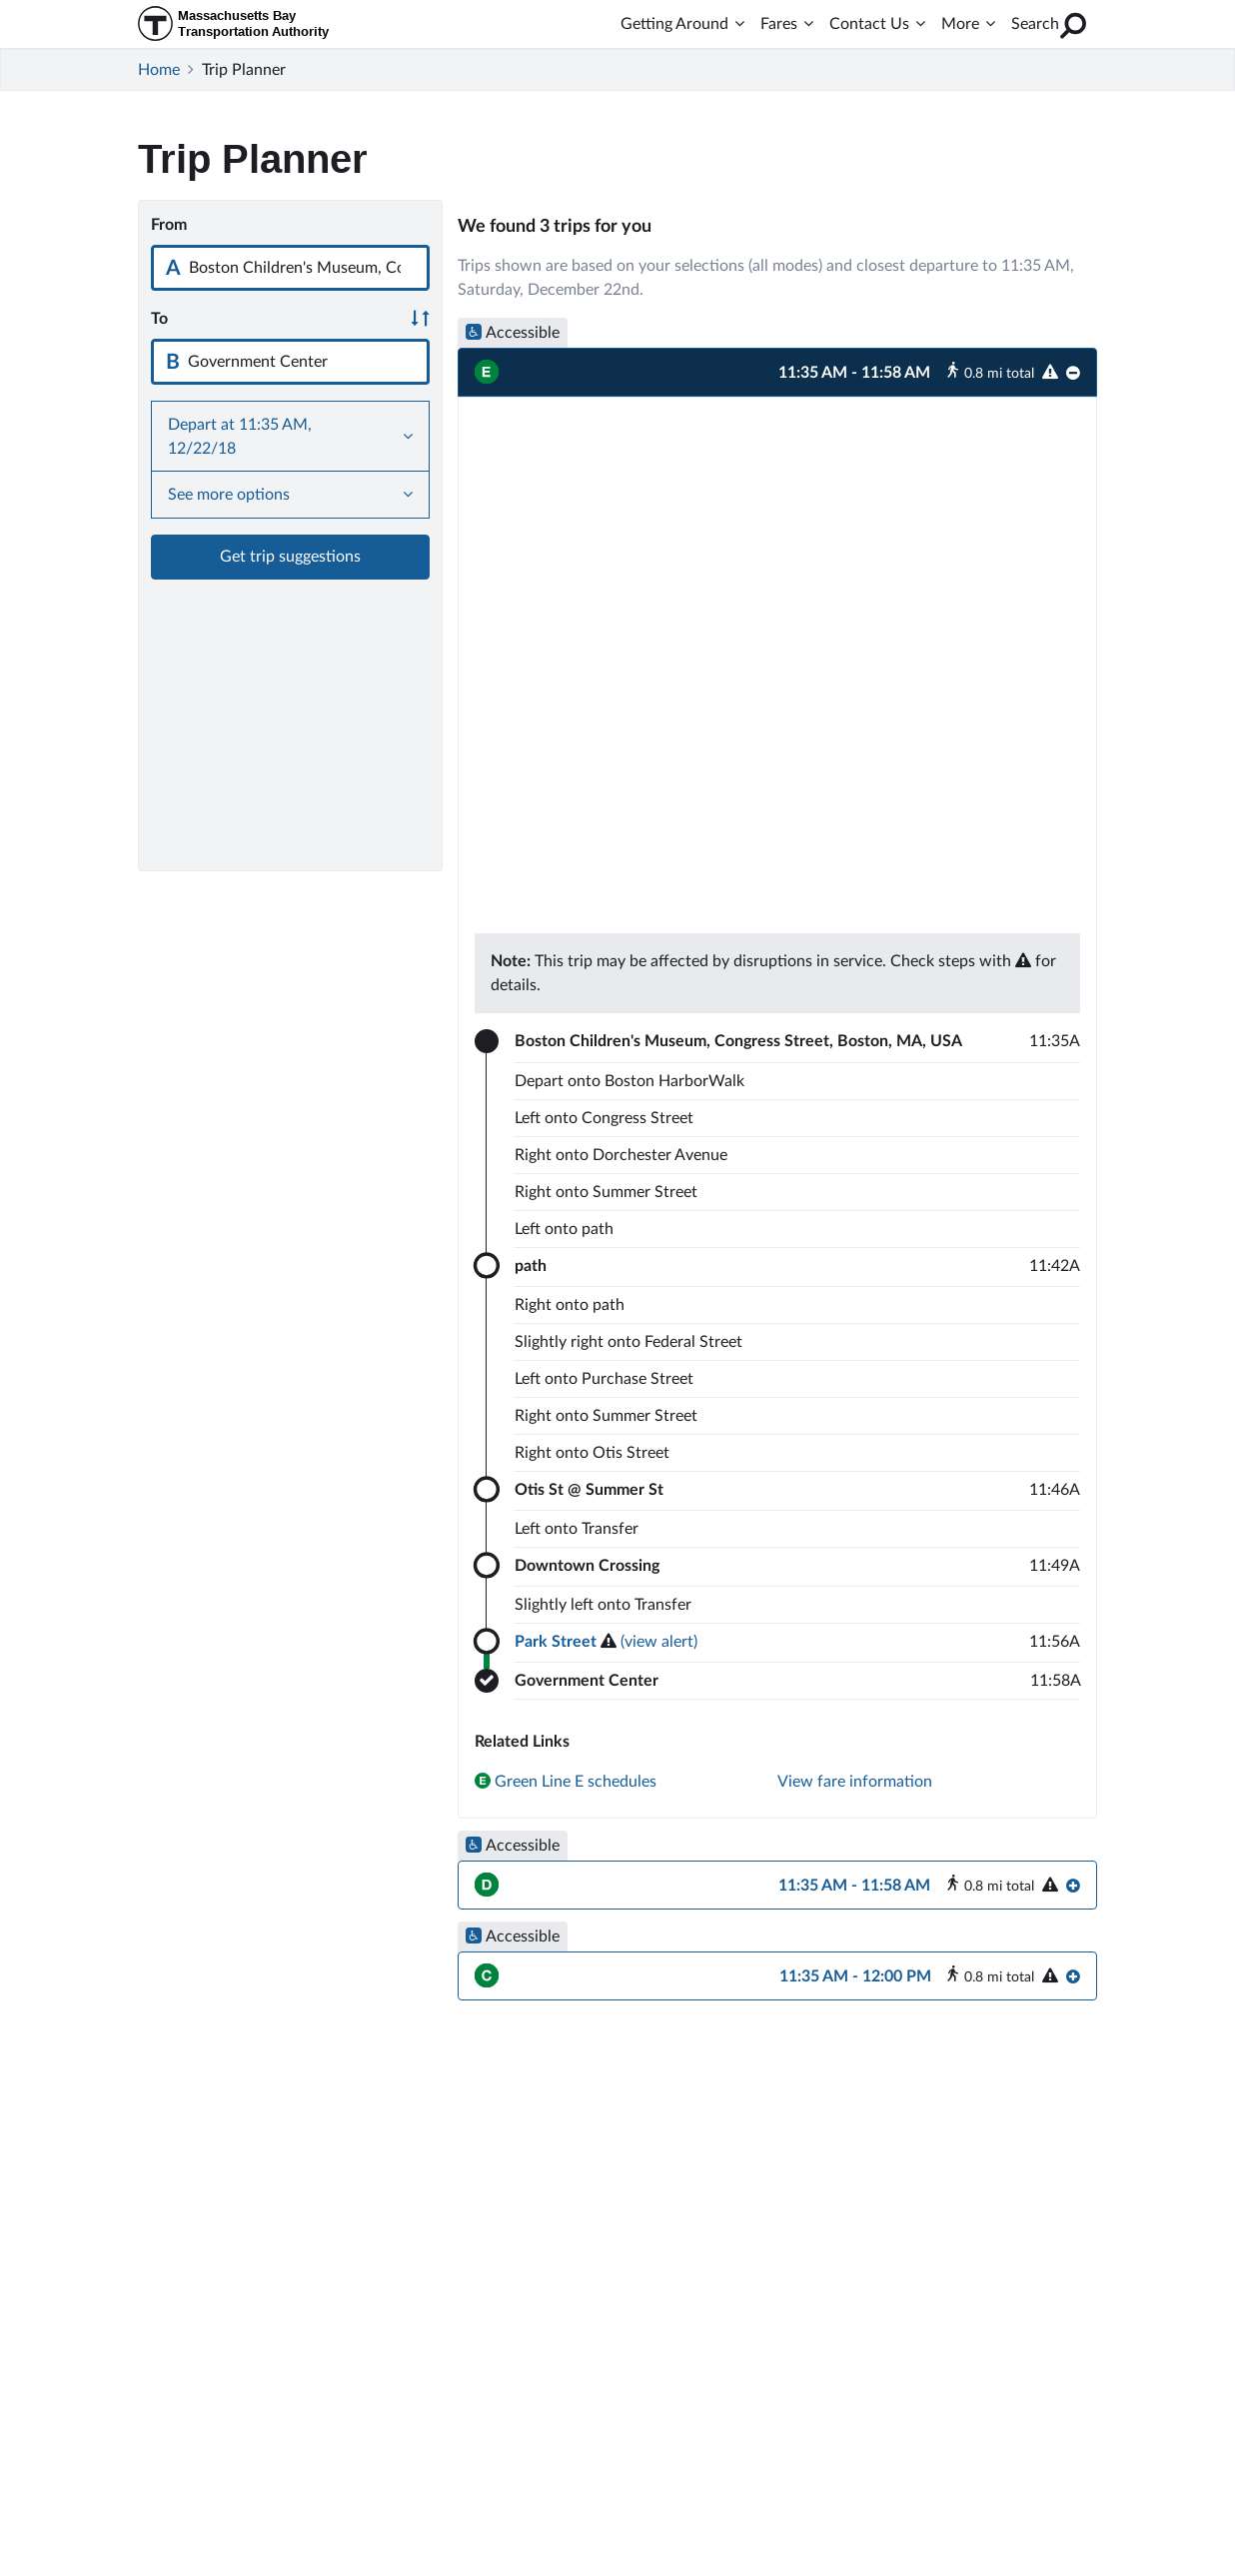 Massachusetts Bay
Transportation Authority
Getting Around
Fares
Contact Us
More
Search
Home
Trip Planner
Trip Planner
From
A Boston Children's Museum, Co
To
B Government Center
Depart at 11:35 AM,
12/22/18
See more options
Get trip suggestions
We found 3 trips for you
Trips shown are based on your selections (all modes) and closest departure to 11:35 AM,
Saturday, December 22nd.
Accessible
E 11:35 AM - 11:58 AM 0.8 mi total
Note: This trip may be affected by disruptions in service. Check steps with for
details.
Boston Children's Museum, Congress Street, Boston, MA, USA 11:35A
Depart onto Boston HarborWalk
Left onto Congress Street
Right onto Dorchester Avenue
Right onto Summer Street
Left onto path
path 11:42A
Right onto path
Slightly right onto Federal Street
Left onto Purchase Street
Right onto Summer Street
Right onto Otis Street
Otis St @ Summer St 11:46A
Left onto Transfer
Downtown Crossing 11:49A
Slightly left onto Transfer
Park Street (view alert) 11:56A
Government Center 11:58A
Related Links
E Green Line E schedules
View fare information
Accessible
D 11:35 AM - 11:58 AM 0.8 mi total
Accessible
C 11:35 AM - 12:00 PM 0.8 mi total